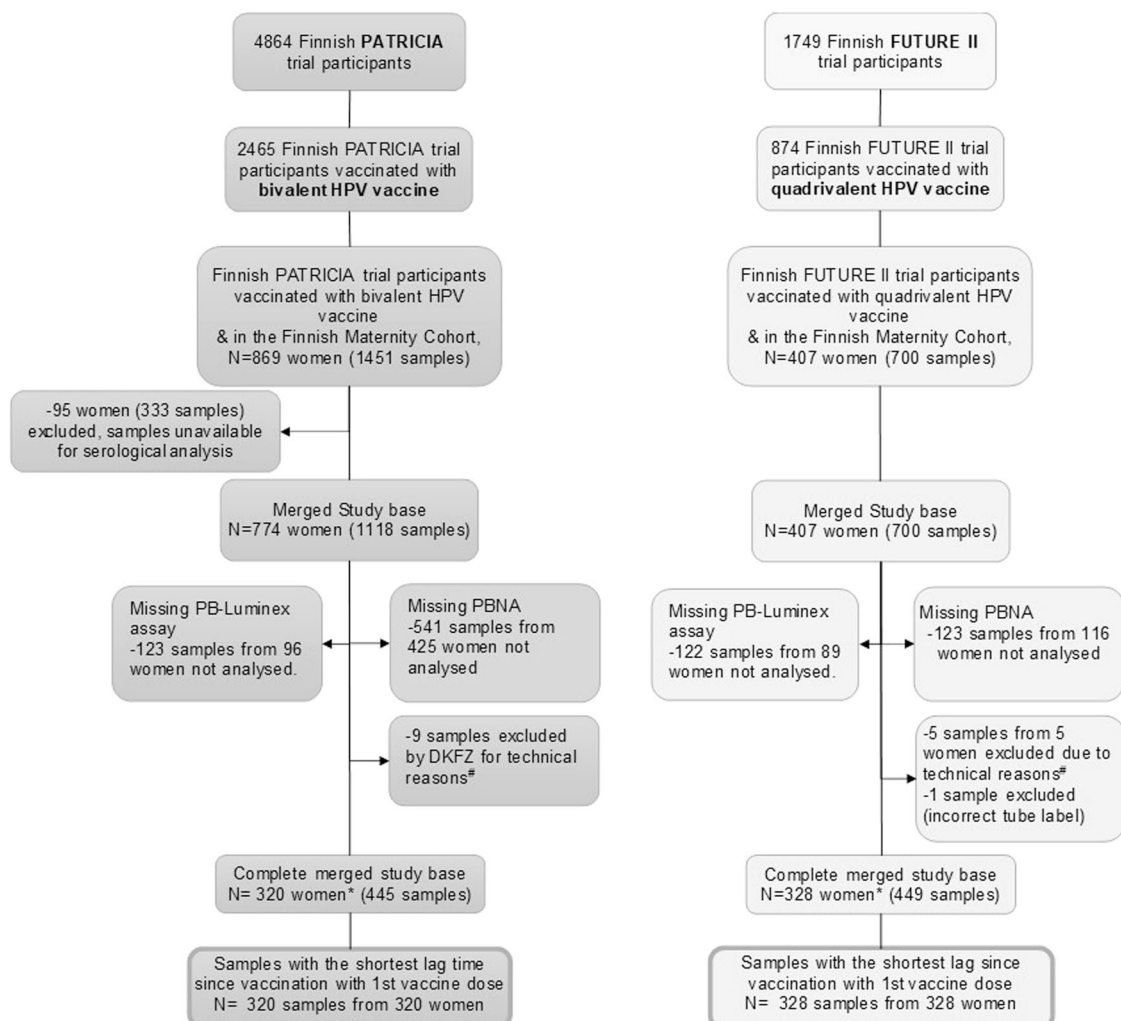 4864 Finnish PATRICIA
trial participants
2465 Finnish PATRICIA trial
participants vaccinated with
bivalent HPV vaccine
Finnish PATRICIA trial participants
vaccinated with bivalent HPV
vaccine
& in the Finnish Maternity Cohort,
N=869 women (1451 samples)
-95 women (333 samples)
excluded, samples unavailable
for serological analysis
Merged Study base
N=774 women (1118 samples)
Missing PB-Luminex
assay
-123 samples from 96
women not analysed.
Missing PBNA
-541 samples from
425 women not
analysed
-9 samples excluded
by DKFZ for technical
reasons#
Complete merged study base
N= 320 women* (445 samples)
Samples with the shortest lag time
since vaccination with 1st vaccine dose
N= 320 samples from 320 women
1749 Finnish FUTURE II
trial participants
874 Finnish FUTURE II trial
participants vaccinated with
quadrivalent HPV vaccine
Finnish FUTURE II trial participants
vaccinated with quadrivalent HPV
vaccine
& in the Finnish Maternity Cohort,
N=407 women (700 samples)
Merged Study base
N=407 women (700 samples)
Missing PB-Luminex
assay
-122 samples from 89
women not analysed.
Missing PBNA
-123 samples from 116
women not analysed
-5 samples from 5
women excluded due to
technical reasons#
-1 sample excluded
(incorrect tube label)
Complete merged study base
N=328 women* (449 samples)
Samples with the shortest lag since
vaccination with 1st vaccine dose
N= 328 samples from 328 women